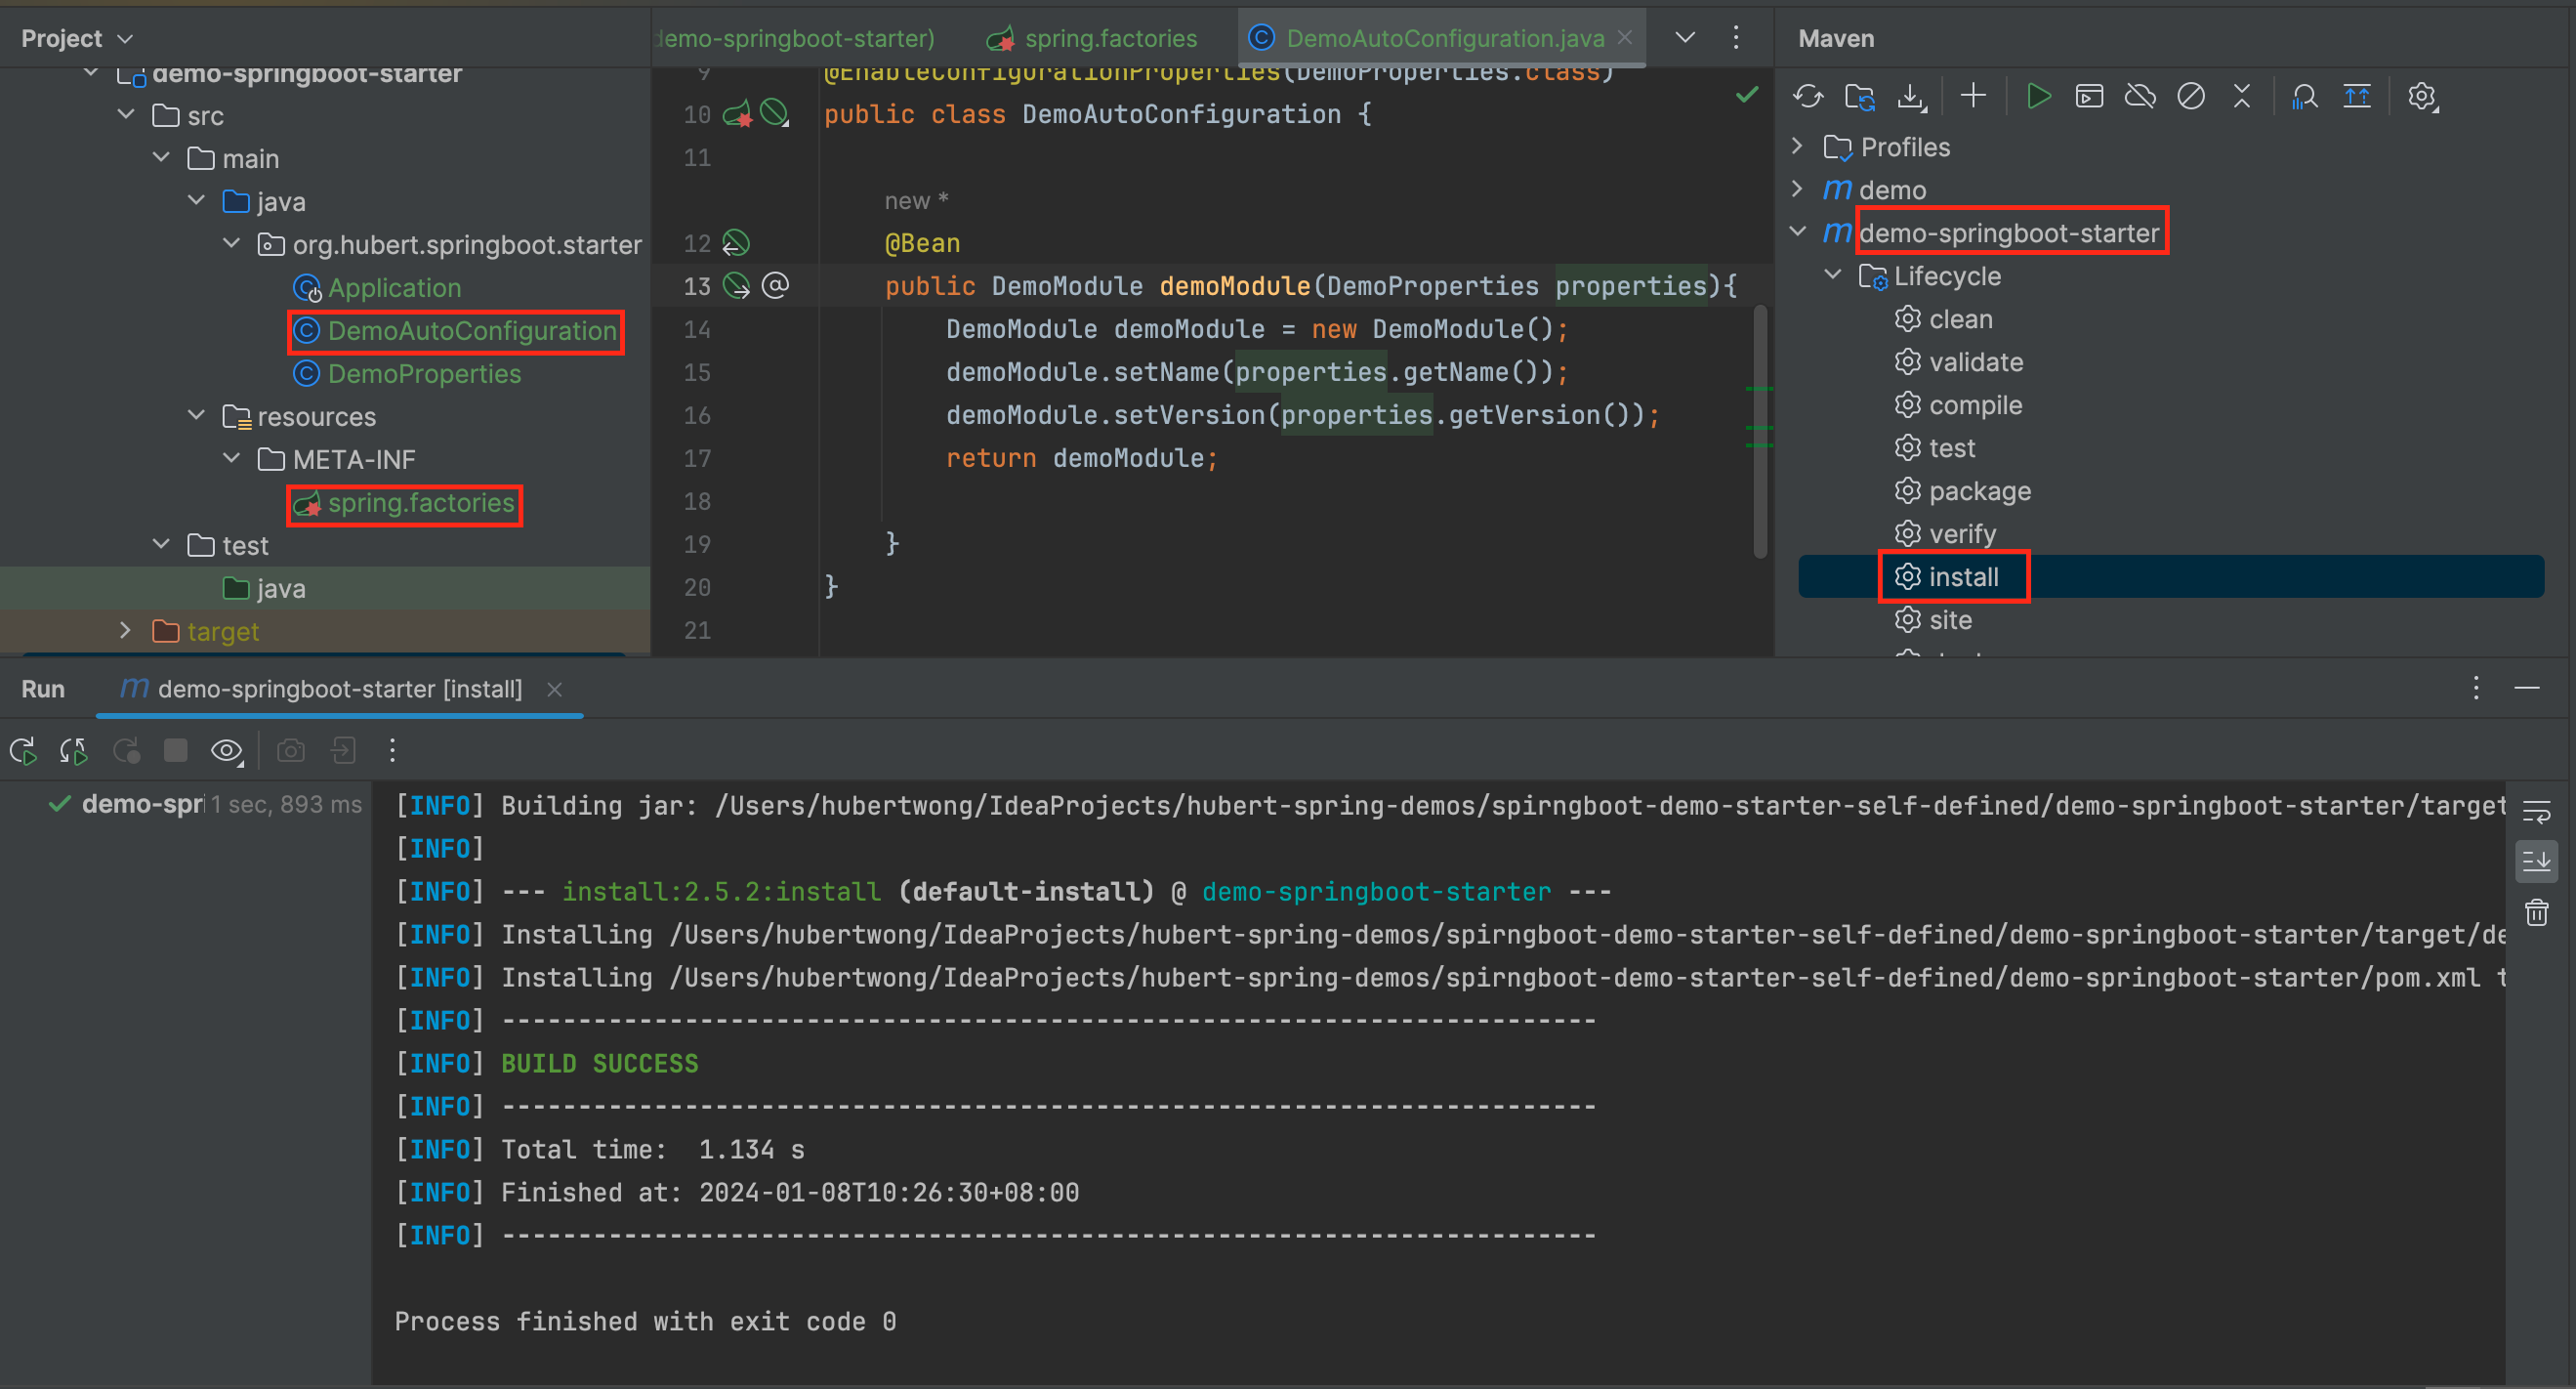 Project
demo-springboot-starter
src
main
java
org.hubert.springboot.starter
Application
DemoAutoConfiguration
DemoProperties
resources
META-INF
spring.factories
test
java
target
demo-springboot-starter)
spring.factories
DemoAutoConfiguration.java
9 @EnableConfigurationProperties(DemoProperties.class)
10 public class DemoAutoConfiguration {
11
new *
12 @Bean
13 public DemoModule demoModule(DemoProperties properties){
14 DemoModule demoModule = new DemoModule();
15 demoModule.setName(properties.getName());
16 demoModule.setVersion(properties.getVersion());
17 return demoModule;
18
19 }
20 }
21
Maven
Profiles
demo
demo-springboot-starter
Lifecycle
clean
validate
compile
test
package
verify
install
site
Run
demo-springboot-starter [install]
demo-spri 1 sec, 893 ms
[INFO] Building jar: /Users/hubertwong/IdeaProjects/hubert-spring-demos/spirngboot-demo-starter-self-defined/demo-springboot-starter/target
[INFO]
[INFO] --- install:2.5.2:install (default-install) @ demo-springboot-starter ---
[INFO] Installing /Users/hubertwong/IdeaProjects/hubert-spring-demos/spirngboot-demo-starter-self-defined/demo-springboot-starter/target/de
[INFO] Installing /Users/hubertwong/IdeaProjects/hubert-spring-demos/spirngboot-demo-starter-self-defined/demo-springboot-starter/pom.xml t
[INFO] ------------------------------------------------------------------------
[INFO] BUILD SUCCESS
[INFO] ------------------------------------------------------------------------
[INFO] Total time:  1.134 s
[INFO] Finished at: 2024-01-08T10:26:30+08:00
[INFO] ------------------------------------------------------------------------
Process finished with exit code 0